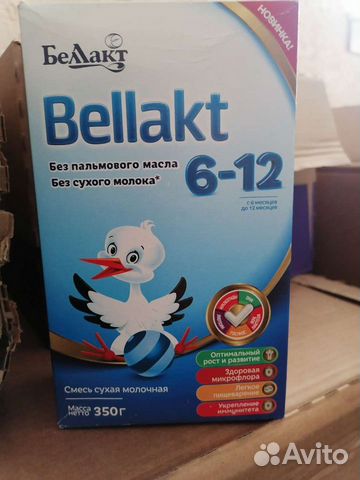 Беллакт
НОВИНКА!
Bellakt
Без пальмового масла
Без сухого молока*
6-12
с 6 месяцев
до 12 месяцев
Оптимальный
рост и развитие
Здоровая
микрофлора
Легкое
пищеварение
Укрепление
иммунитета
Смесь сухая молочная
Масса
нетто 350 г
Avito